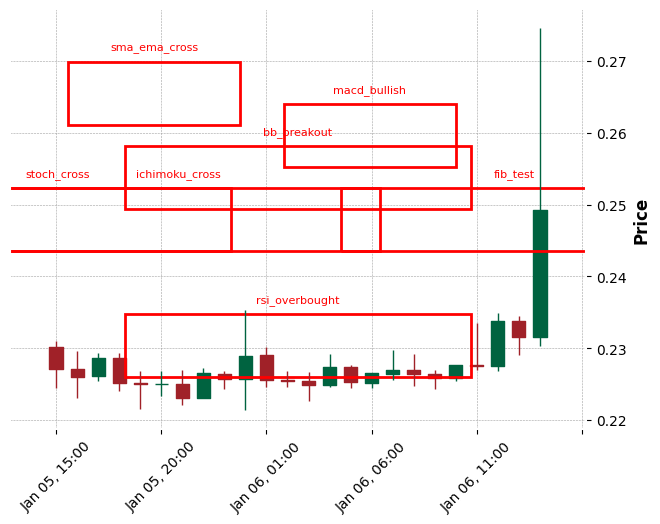 sma_ema_cross
macd_bullish
bb_breakout
stoch_cross
ichimoku_cross
fib_test
rsi_overbought
0.27
0.26
0.25
0.24
0.23
0.22
Price
Jan 05, 15:00
Jan 05, 20:00
Jan 06, 01:00
Jan 06, 06:00
Jan 06, 11:00